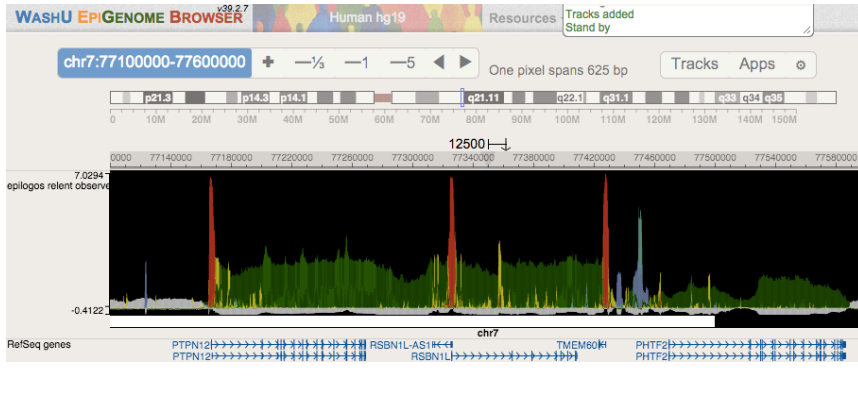 v39.2.7
WASHU EPIGENOME BROWSER Human hg19 Resources Tracks added
Stand by
chr7:77100000-77600000 + —⅓ —1 —5 ◀ ▶ One pixel spans 625 bp Tracks Apps ⚙
p21.3 p14.3 p14.1 q21.11 q22.1 q31.1 q33 q34 q35
0 10M 20M 30M 40M 50M 60M 70M 80M 90M 100M 110M 120M 130M 140M 150M
12500
0000 77140000 77180000 77220000 77260000 77300000 77340000 77380000 77420000 77460000 77500000 77540000 77580000
7.0294
epilogos relent observe
-0.4122
chr7
RefSeq genes PTPN12 RSBN1L-AS1 TMEM60 PHTF2
PTPN12 RSBN1L PHTF2